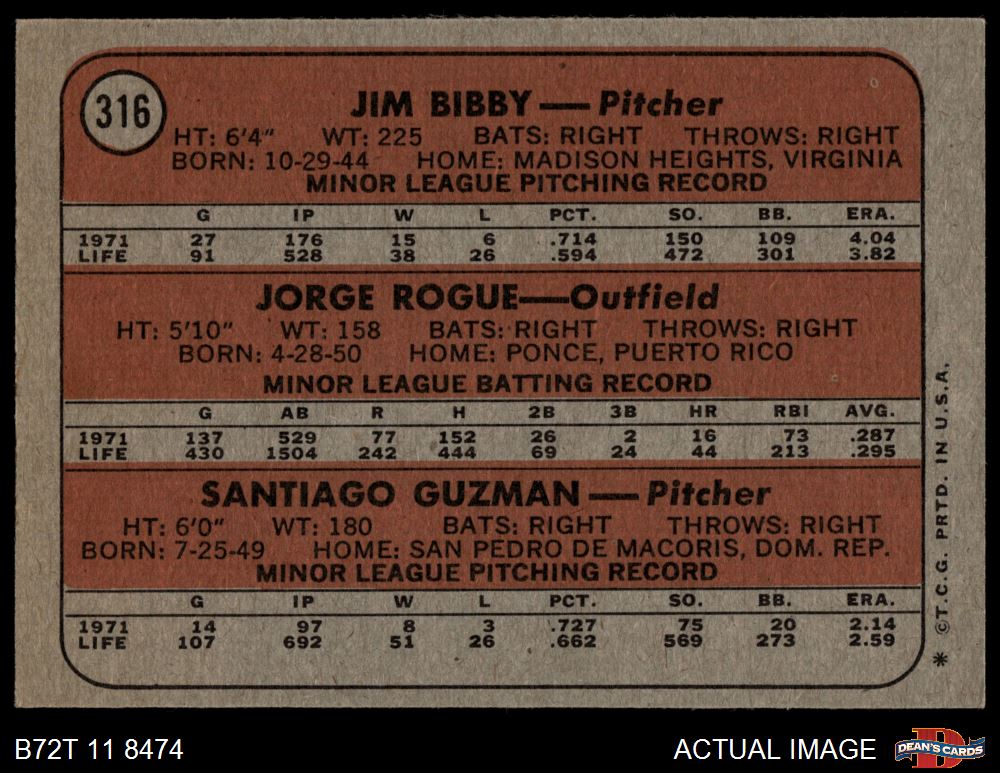 316
JIM BIBBY — Pitcher
HT: 6'4" WT: 225 BATS: RIGHT THROWS: RIGHT
BORN: 10-29-44 HOME: MADISON HEIGHTS, VIRGINIA
MINOR LEAGUE PITCHING RECORD
G IP W L PCT. SO. BB. ERA.
1971 27 176 15 6 .714 150 109 4.04
LIFE 91 528 38 26 .594 472 301 3.82
JORGE ROGUE—Outfield
HT: 5'10" WT: 158 BATS: RIGHT THROWS: RIGHT
BORN: 4-28-50 HOME: PONCE, PUERTO RICO
MINOR LEAGUE BATTING RECORD
G AB R H 2B 3B HR RBI AVG.
1971 137 529 77 152 26 2 16 73 .287
LIFE 430 1504 242 444 69 24 44 213 .295
SANTIAGO GUZMAN — Pitcher
HT: 6'0" WT: 180 BATS: RIGHT THROWS: RIGHT
BORN: 7-25-49 HOME: SAN PEDRO DE MACORIS, DOM. REP.
MINOR LEAGUE PITCHING RECORD
G IP W L PCT. SO. BB. ERA.
1971 14 97 8 3 .727 75 20 2.14
LIFE 107 692 51 26 .662 569 273 2.59
* ©T.C.G. PRTD. IN U.S.A.
B72T 11 8474
ACTUAL IMAGE
D
DEAN'S CARDS